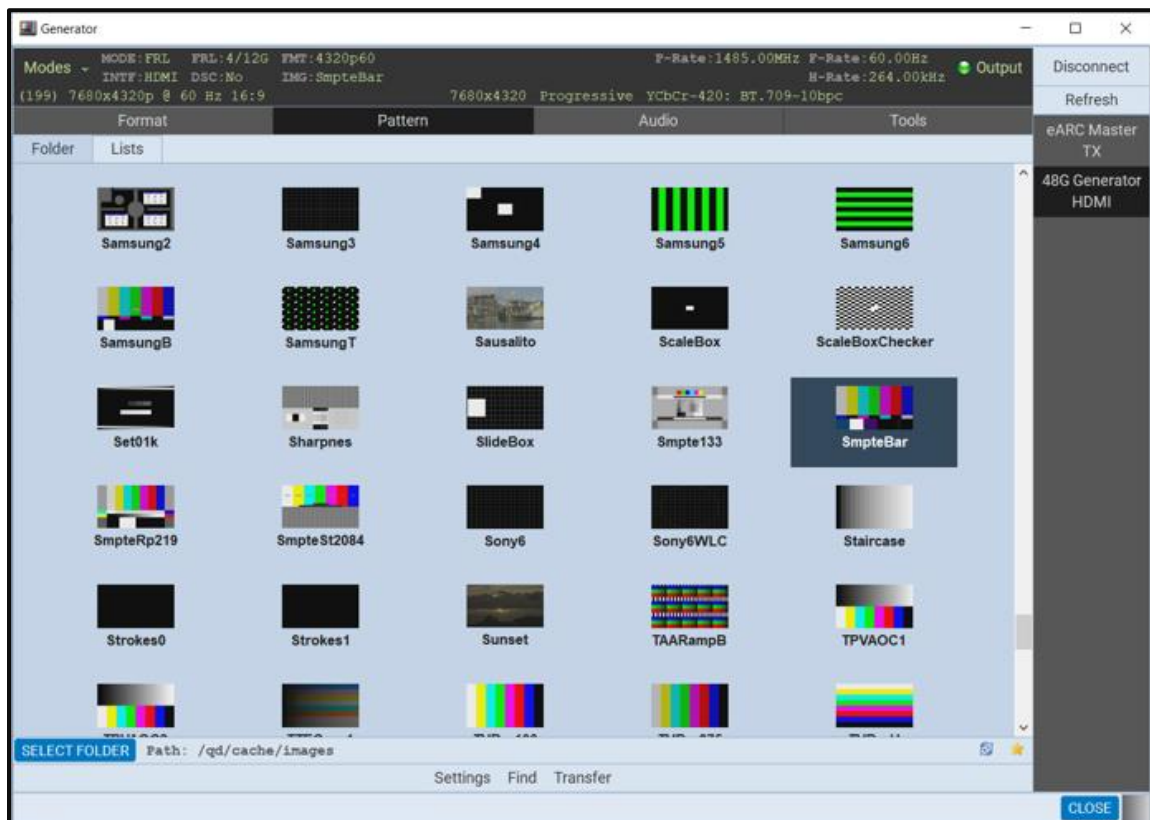 Generator
Modes MODE:FRL FRL:4/12G FMT:4320p60 P-Rate:1485.00MHz F-Rate:60.00Hz Output Disconnect
INTF:HDMI DSC:No IMG:SmpteBar H-Rate:264.00kHz
(199) 7680x4320p @ 60 Hz 16:9 7680x4320 Progressive YCbCr-420: BT.709-10bpc Refresh
Format Pattern Audio Tools eARC Master TX
Folder Lists
48G Generator HDMI
Samsung2 Samsung3 Samsung4 Samsung5 Samsung6
SamsungB SamsungT Sausalito ScaleBox ScaleBoxChecker
Set01k Sharpnes SlideBox Smpte133 SmpteBar
SmpteRp219 SmpteSt2084 Sony6 Sony6WLC Staircase
Strokes0 Strokes1 Sunset TAARampB TPVAOC1
SELECT FOLDER Path: /qd/cache/images
Settings Find Transfer
CLOSE